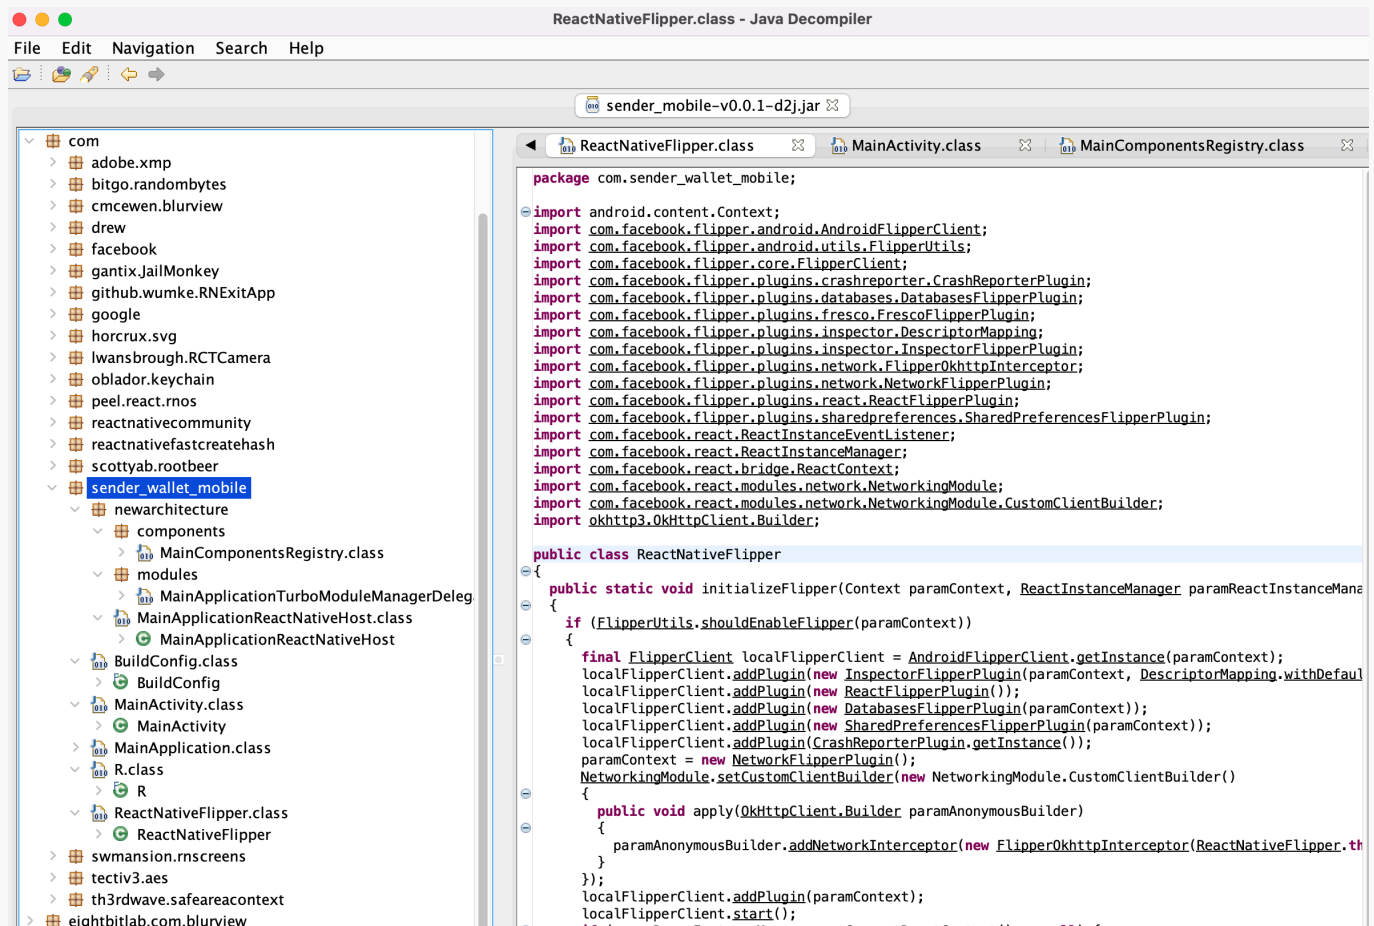 ReactNativeFlipper.class - Java Decompiler
File Edit Navigation Search Help
sender_mobile-v0.0.1-d2j.jar
com
adobe.xmp
bitgo.randombytes
cmcewen.blurview
drew
facebook
gantix.JailMonkey
github.wumke.RNExitApp
google
horcrux.svg
lwansbrough.RCTCamera
oblador.keychain
peel.react.rnos
reactnativecommunity
reactnativefastcreatehash
scottyab.rootbeer
sender_wallet_mobile
newarchitecture
components
MainComponentsRegistry.class
modules
MainApplicationTurboModuleManagerDeleg
MainApplicationReactNativeHost.class
MainApplicationReactNativeHost
BuildConfig.class
BuildConfig
MainActivity.class
MainActivity
MainApplication.class
R.class
R
ReactNativeFlipper.class
ReactNativeFlipper
swmansion.rnscreens
tectiv3.aes
th3rdwave.safeareacontext
eightbitlab.com.blurview
ReactNativeFlipper.class MainActivity.class MainComponentsRegistry.class
package com.sender_wallet_mobile;
import android.content.Context;
import com.facebook.flipper.android.AndroidFlipperClient;
import com.facebook.flipper.android.utils.FlipperUtils;
import com.facebook.flipper.core.FlipperClient;
import com.facebook.flipper.plugins.crashreporter.CrashReporterPlugin;
import com.facebook.flipper.plugins.databases.DatabasesFlipperPlugin;
import com.facebook.flipper.plugins.fresco.FrescoFlipperPlugin;
import com.facebook.flipper.plugins.inspector.DescriptorMapping;
import com.facebook.flipper.plugins.inspector.InspectorFlipperPlugin;
import com.facebook.flipper.plugins.network.FlipperOkhttpInterceptor;
import com.facebook.flipper.plugins.network.NetworkFlipperPlugin;
import com.facebook.flipper.plugins.react.ReactFlipperPlugin;
import com.facebook.flipper.plugins.sharedpreferences.SharedPreferencesFlipperPlugin;
import com.facebook.react.ReactInstanceEventListener;
import com.facebook.react.ReactInstanceManager;
import com.facebook.react.bridge.ReactContext;
import com.facebook.react.modules.network.NetworkingModule;
import com.facebook.react.modules.network.NetworkingModule.CustomClientBuilder;
import okhttp3.OkHttpClient.Builder;
public class ReactNativeFlipper
{
public static void initializeFlipper(Context paramContext, ReactInstanceManager paramReactInstanceMana
{
if (FlipperUtils.shouldEnableFlipper(paramContext))
{
final FlipperClient localFlipperClient = AndroidFlipperClient.getInstance(paramContext);
localFlipperClient.addPlugin(new InspectorFlipperPlugin(paramContext, DescriptorMapping.withDefaul
localFlipperClient.addPlugin(new ReactFlipperPlugin());
localFlipperClient.addPlugin(new DatabasesFlipperPlugin(paramContext));
localFlipperClient.addPlugin(new SharedPreferencesFlipperPlugin(paramContext));
localFlipperClient.addPlugin(CrashReporterPlugin.getInstance());
paramContext = new NetworkFlipperPlugin();
NetworkingModule.setCustomClientBuilder(new NetworkingModule.CustomClientBuilder()
{
public void apply(OkHttpClient.Builder paramAnonymousBuilder)
{
paramAnonymousBuilder.addNetworkInterceptor(new FlipperOkhttpInterceptor(ReactNativeFlipper.th
}
});
localFlipperClient.addPlugin(paramContext);
localFlipperClient.start();